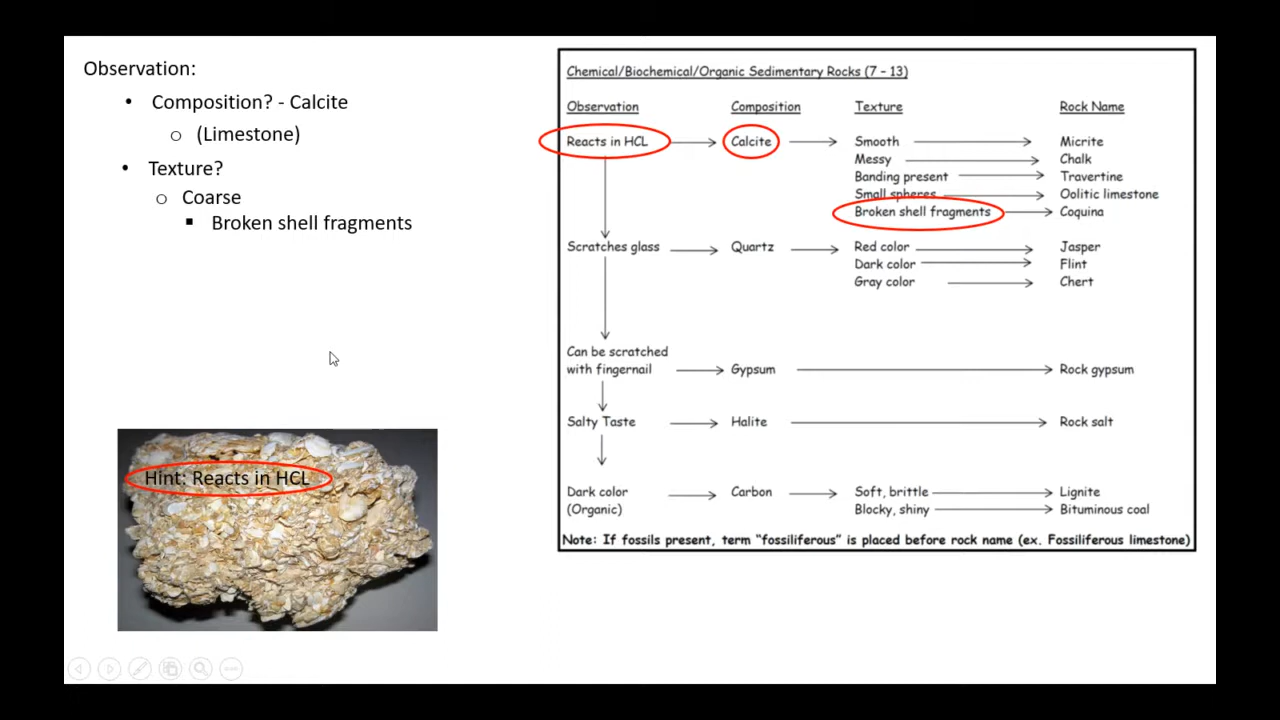 Observation:
• Composition? - Calcite
o (Limestone)
• Texture?
o Coarse
▪ Broken shell fragments
Hint: Reacts in HCL
Chemical/Biochemical/Organic Sedimentary Rocks (7 - 13)
Observation Composition Texture Rock Name
Reacts in HCL Calcite Smooth Micrite
Messy Chalk
Banding present Travertine
Small spheres Oolitic limestone
Broken shell fragments Coquina
Scratches glass Quartz Red color Jasper
Dark color Flint
Gray color Chert
Can be scratched
with fingernail Gypsum Rock gypsum
Salty Taste Halite Rock salt
Dark color Carbon Soft, brittle Lignite
(Organic) Blocky, shiny Bituminous coal
Note: If fossils present, term "fossiliferous" is placed before rock name (ex. Fossiliferous limestone)